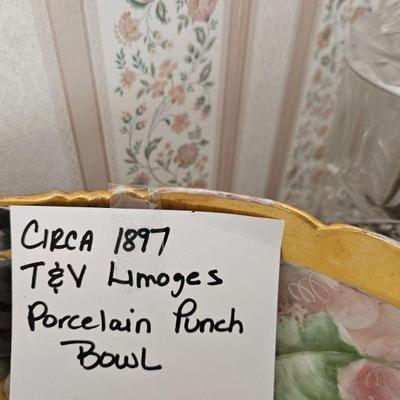 CIRCA 1897
T&V Limoges
Porcelain Punch
BOWL